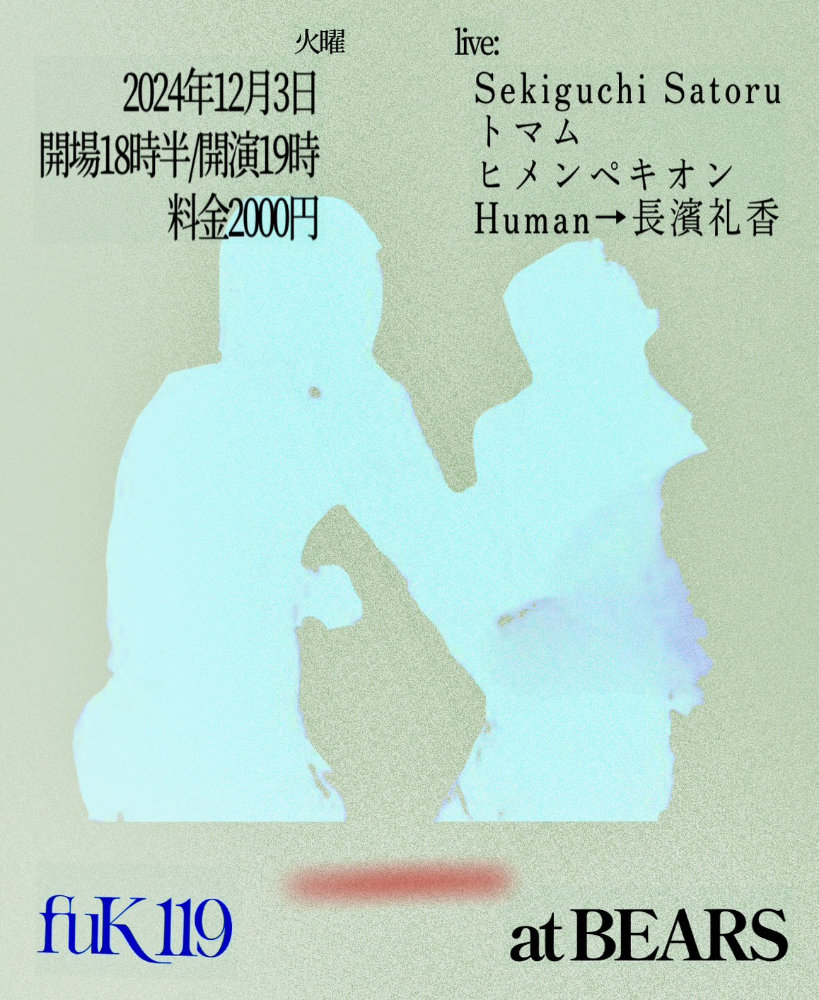 火曜
2024年12月3日
開場18時半/開演19時
料金2000円
live:
Sekiguchi Satoru
トマム
ヒメンペキオン
Human→長濱礼香
fuK 119
at BEARS